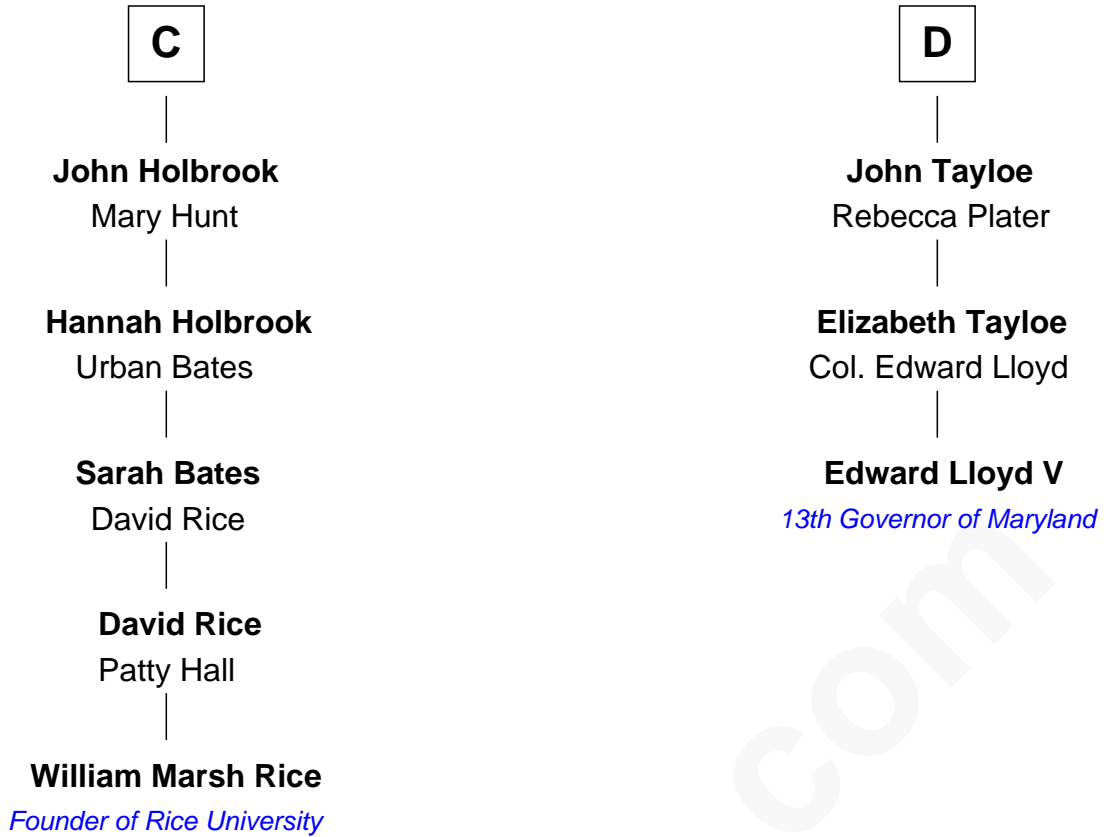 C
John Holbrook
Mary Hunt
Hannah Holbrook
Urban Bates
Sarah Bates
David Rice
David Rice
Patty Hall
William Marsh Rice
Founder of Rice University
D
John Tayloe
Rebecca Plater
Elizabeth Tayloe
Col. Edward Lloyd
Edward Lloyd V
13th Governor of Maryland
com